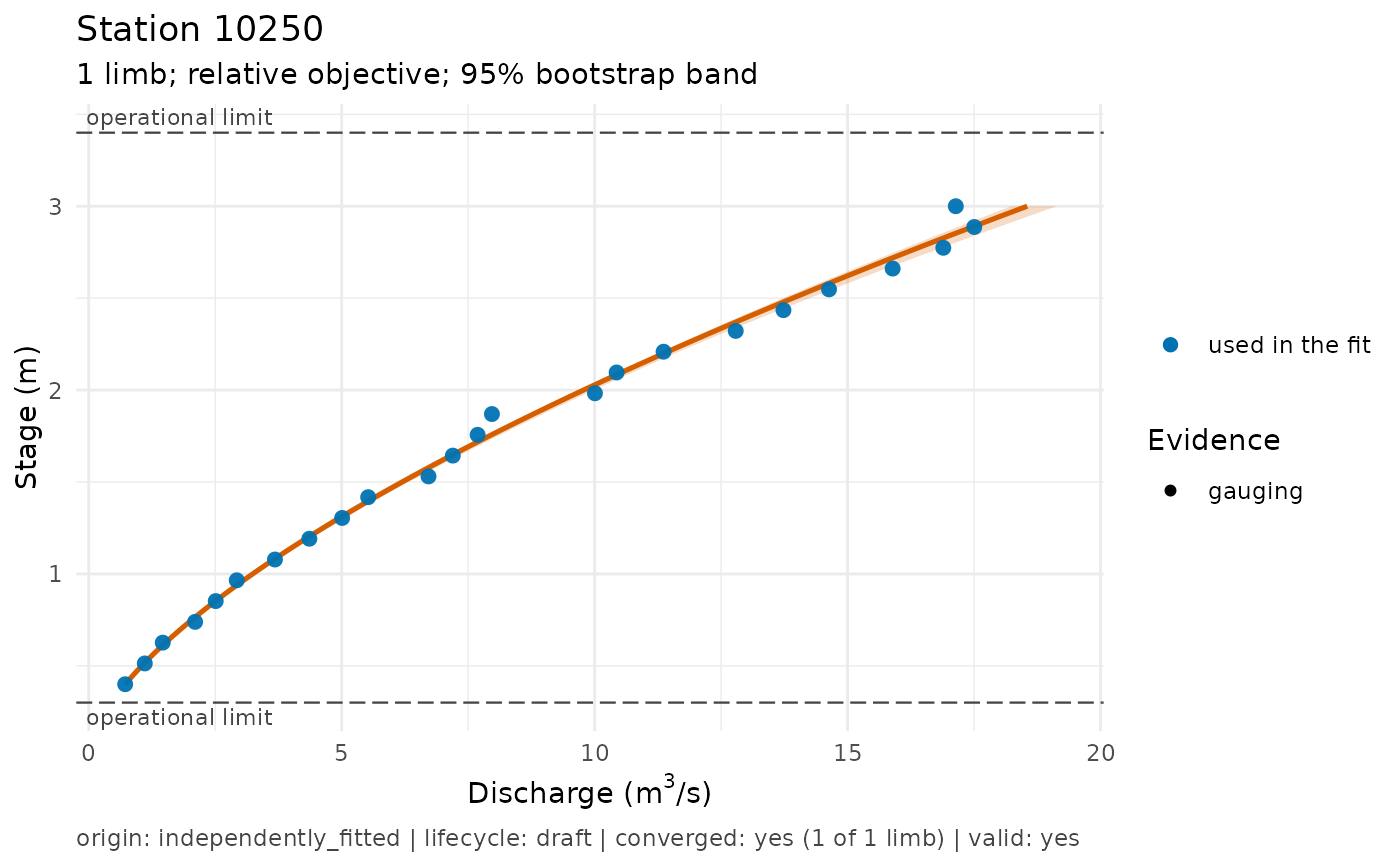 Station 10250
1 limb; relative objective; 95% bootstrap band
operational limit
3
2
1
Stage (m)
operational limit
0 5 10 15 20
Discharge (m³/s)
used in the fit
Evidence
gauging
origin: independently_fitted | lifecycle: draft | converged: yes (1 of 1 limb) | valid: yes